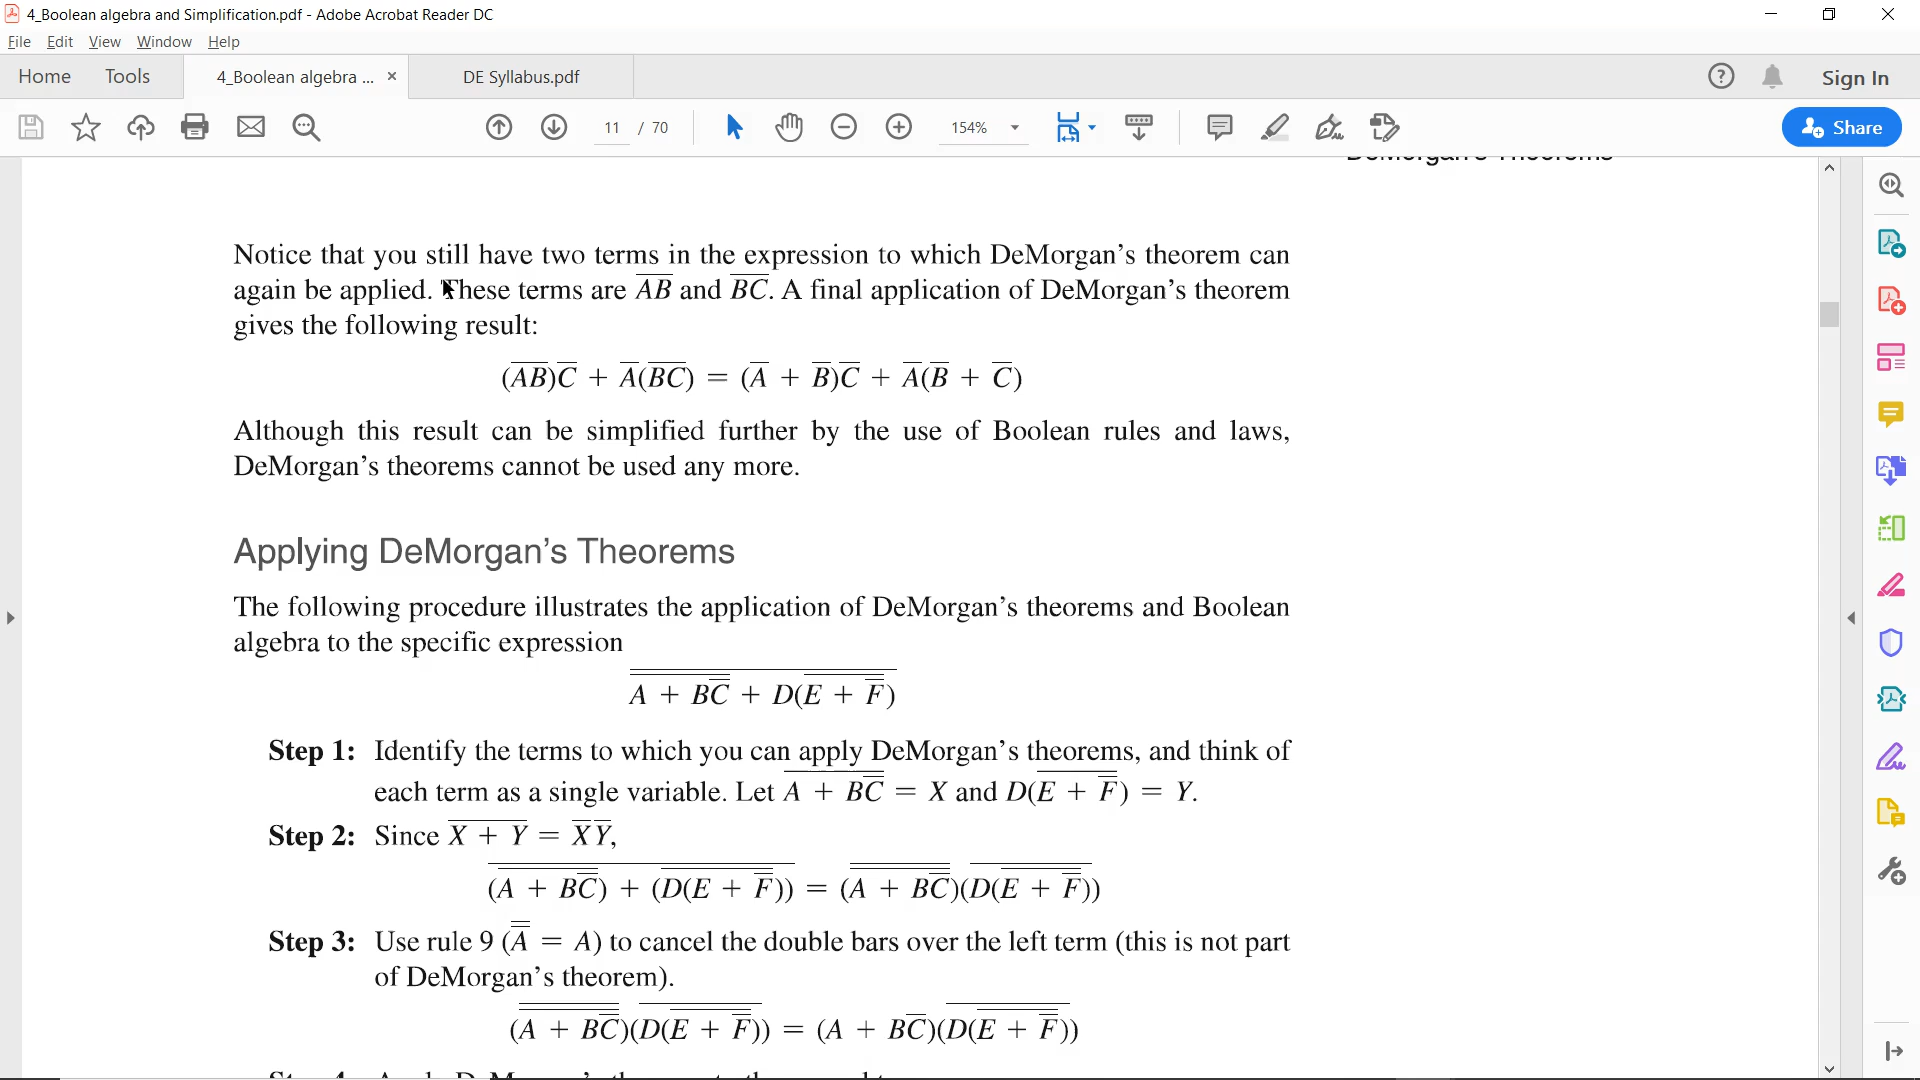 4_Boolean algebra and Simplification.pdf - Adobe Acrobat Reader DC
File Edit View Window Help
Home Tools 4_Boolean algebra ... × DE Syllabus.pdf ? Sign In
11 / 70 154% Share
DeMorgan's Theorems
Notice that you still have two terms in the expression to which DeMorgan's theorem can
again be applied. These terms are A̅B̅ and B̅C̅. A final application of DeMorgan's theorem
gives the following result:
(A̅B̅)C̅ + A̅(B̅C̅) = (A̅ + B̅)C̅ + A̅(B̅ + C̅)
Although this result can be simplified further by the use of Boolean rules and laws,
DeMorgan's theorems cannot be used any more.
Applying DeMorgan's Theorems
The following procedure illustrates the application of DeMorgan's theorems and Boolean
algebra to the specific expression
A + BC̅ + D(E + F̅)
Step 1: Identify the terms to which you can apply DeMorgan's theorems, and think of
each term as a single variable. Let A + BC̅ = X and D(E + F̅) = Y.
Step 2: Since X + Y = X̅Y̅,
(A + BC̅) + (D(E + F̅)) = (A + BC̅)(D(E + F̅))
Step 3: Use rule 9 (A̿ = A) to cancel the double bars over the left term (this is not part
of DeMorgan's theorem).
(A + BC̅)(D(E + F̅)) = (A + BC̅)(D(E + F̅))